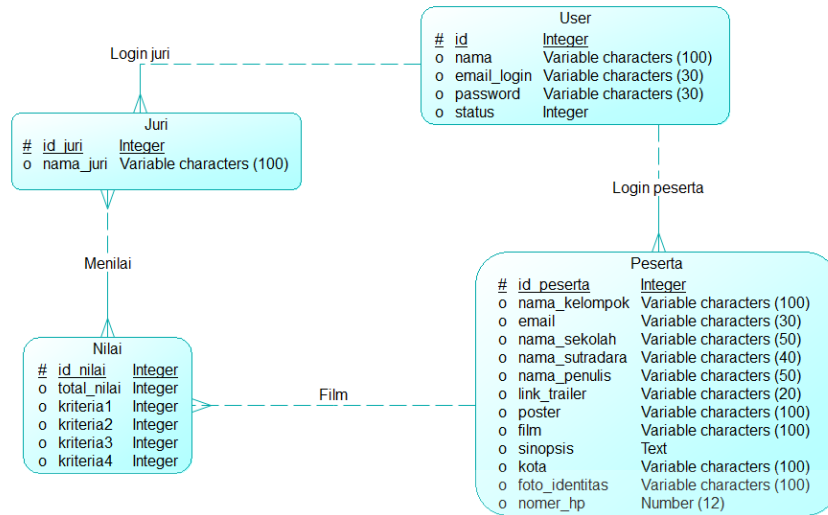 User
# id Integer
o nama Variable characters (100)
o email_login Variable characters (30)
o password Variable characters (30)
o status Integer
Login juri
Juri
# id_juri Integer
o nama_juri Variable characters (100)
Login peserta
Menilai
Peserta
# id_peserta Integer
o nama_kelompok Variable characters (100)
o email Variable characters (30)
o nama_sekolah Variable characters (50)
o nama_sutradara Variable characters (40)
o nama_penulis Variable characters (50)
o link_trailer Variable characters (20)
o poster Variable characters (100)
o film Variable characters (100)
o sinopsis Text
o kota Variable characters (100)
o foto_identitas Variable characters (100)
o nomer_hp Number (12)
Nilai
# id_nilai Integer
o total_nilai Integer
o kriteria1 Integer
o kriteria2 Integer
o kriteria3 Integer
o kriteria4 Integer
Film